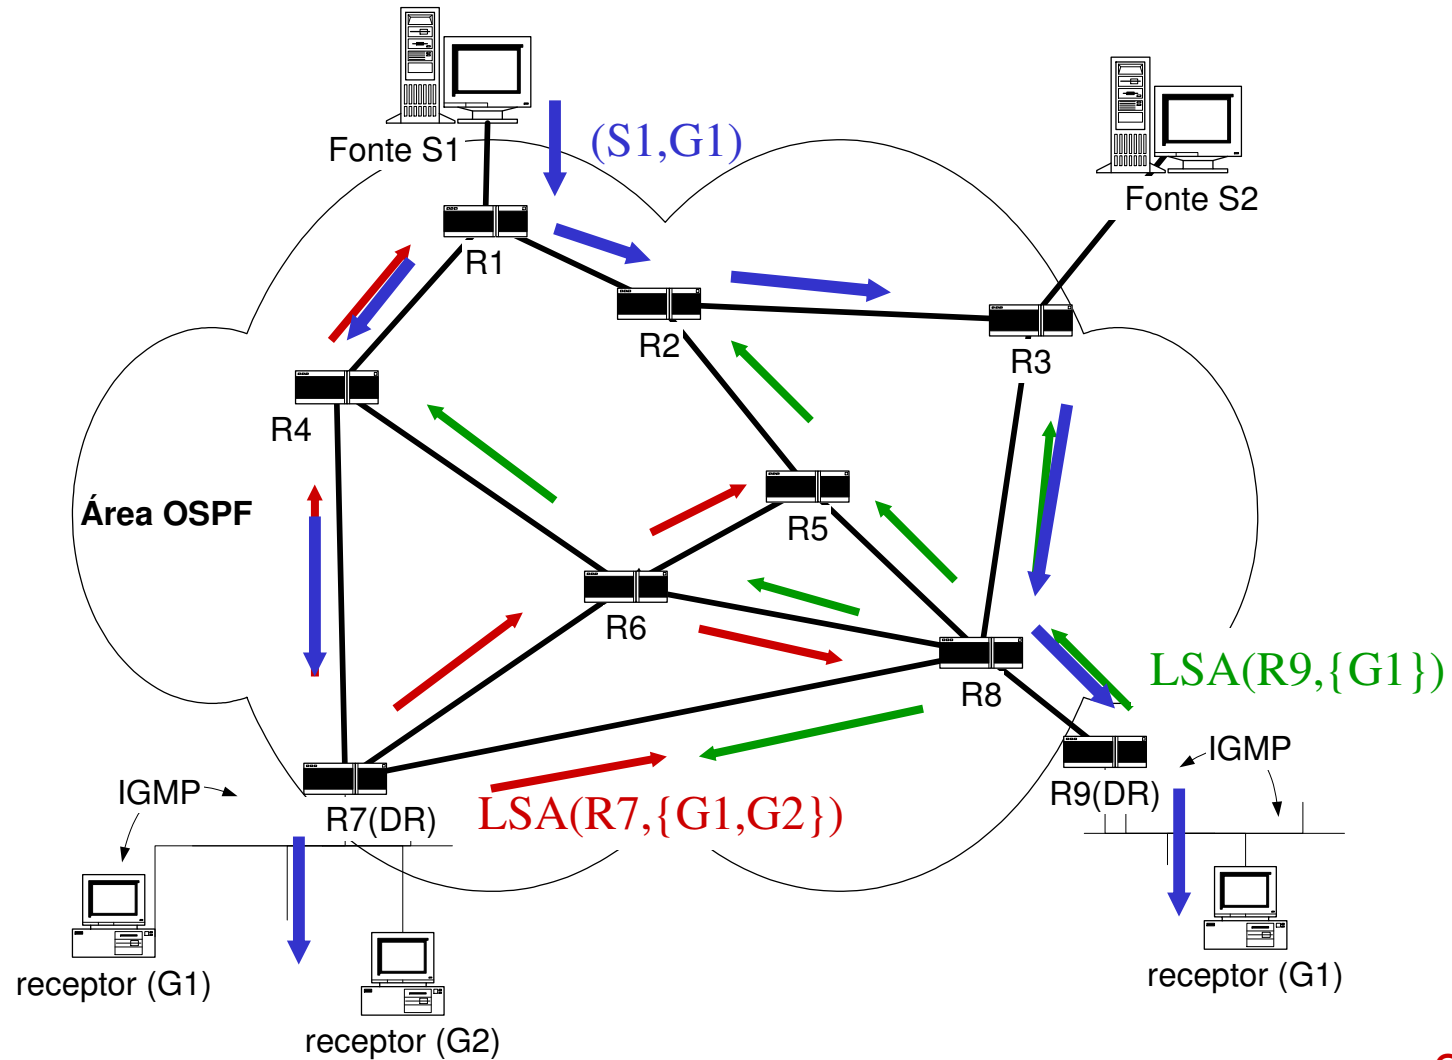 Fonte S1
(S1,G1)
Fonte S2
R1
R2
R3
R4
Área OSPF
R5
R6
R8
LSA(R9,{G1})
IGMP
IGMP
R9(DR)
R7(DR)
LSA(R7,{G1,G2})
receptor (G1)
receptor (G1)
receptor (G2)